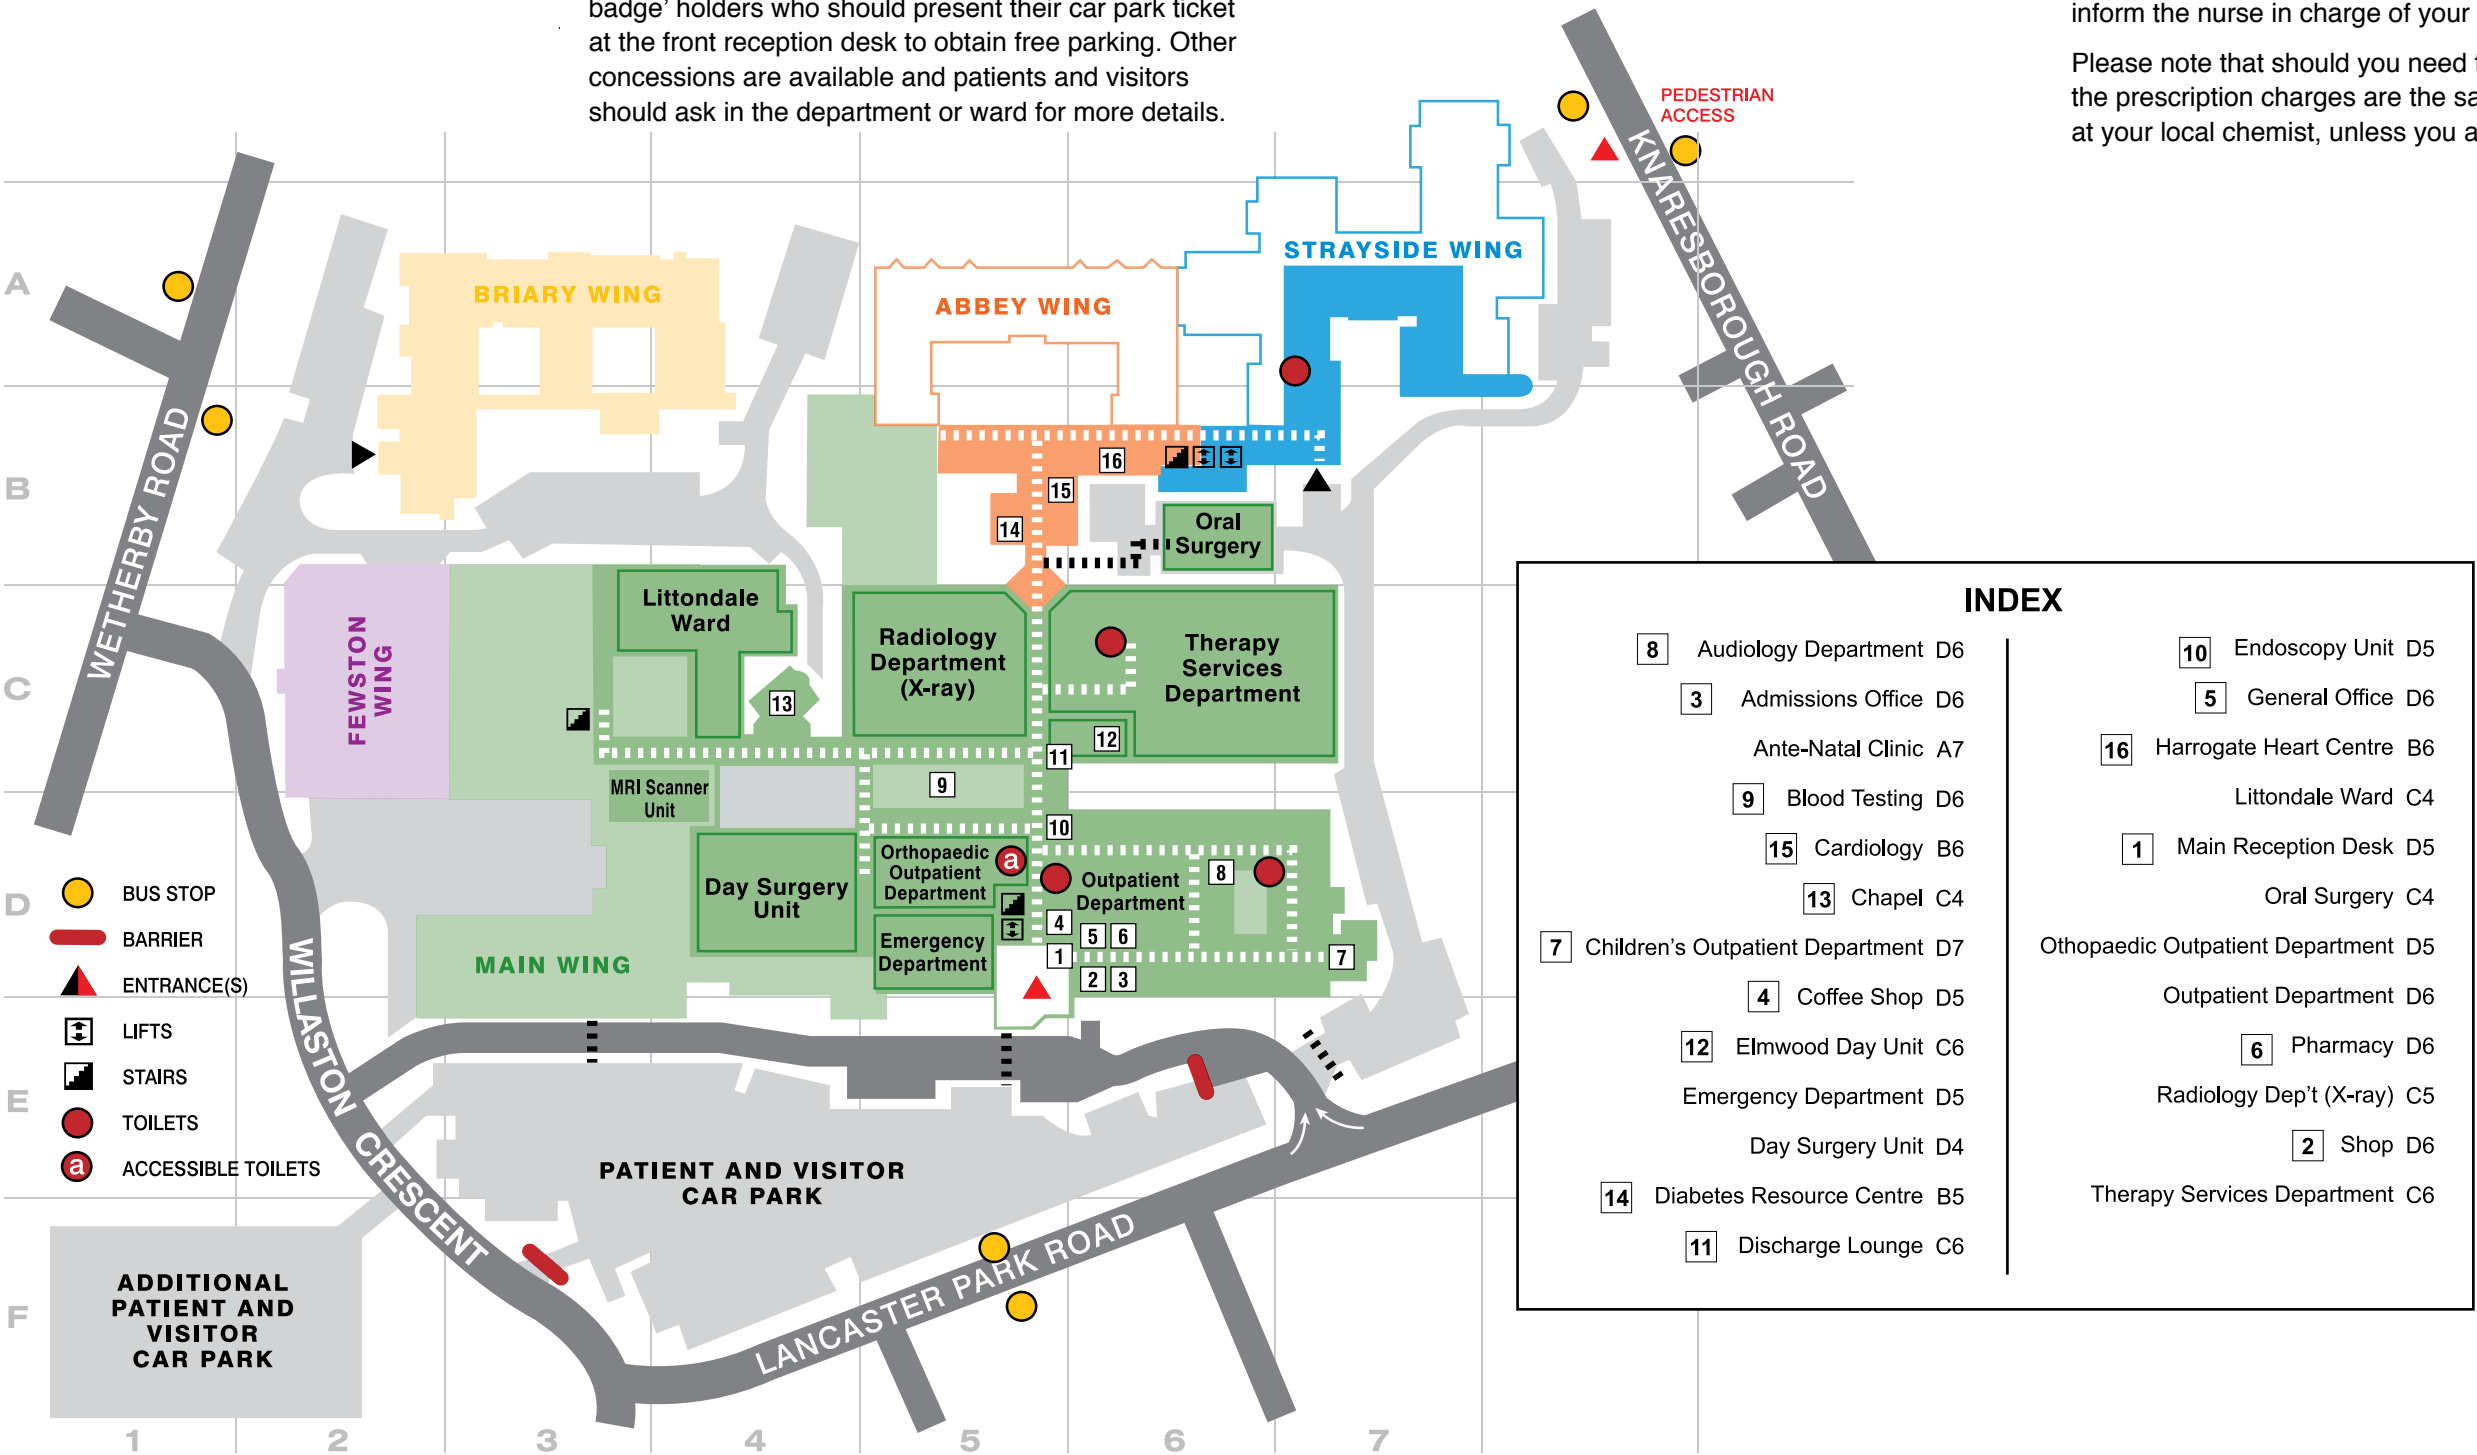 badge’ holders who should present their car park ticket
at the front reception desk to obtain free parking. Other
concessions are available and patients and visitors
should ask in the department or ward for more details.
inform the nurse in charge of your
Please note that should you need
the prescription charges are the sa
at your local chemist, unless you a
PEDESTRIAN
ACCESS
KNARESBOROUGH ROAD
STRAYSIDE WING
ABBEY WING
BRIARY WING
A
WETHERBY ROAD
B
16
15
14
Oral
Surgery
FEWSTON
WING
Littondale
Ward
Radiology
Department
(X-ray)
Therapy
Services
Department
C
13
12
11
MRI Scanner
Unit
9
10
Orthopaedic
Outpatient
Department
a
Day Surgery
Unit
Outpatient
Department
8
D
4
5
6
Emergency
Department
1
7
2
3
MAIN WING
BUS STOP
BARRIER
ENTRANCE(S)
LIFTS
STAIRS
TOILETS
a ACCESSIBLE TOILETS
WILLASTON CRESCENT
E
PATIENT AND VISITOR
CAR PARK
LANCASTER PARK ROAD
F
ADDITIONAL
PATIENT AND
VISITOR
CAR PARK
1 2 3 4 5 6 7
INDEX
8 Audiology Department D6
3 Admissions Office D6
Ante-Natal Clinic A7
9 Blood Testing D6
15 Cardiology B6
13 Chapel C4
7 Children’s Outpatient Department D7
4 Coffee Shop D5
12 Elmwood Day Unit C6
Emergency Department D5
Day Surgery Unit D4
14 Diabetes Resource Centre B5
11 Discharge Lounge C6
10 Endoscopy Unit D5
5 General Office D6
16 Harrogate Heart Centre B6
Littondale Ward C4
1 Main Reception Desk D5
Oral Surgery C4
Othopaedic Outpatient Department D5
Outpatient Department D6
6 Pharmacy D6
Radiology Dep’t (X-ray) C5
2 Shop D6
Therapy Services Department C6